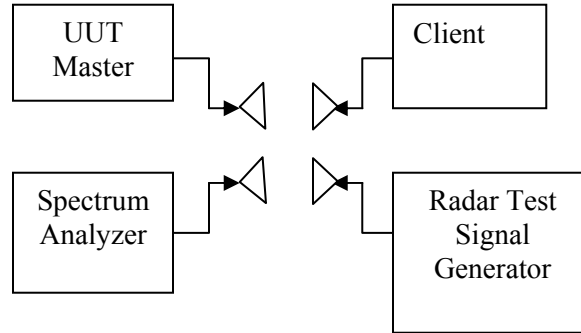 UUT
Master
Client
Spectrum
Analyzer
Radar Test
Signal
Generator